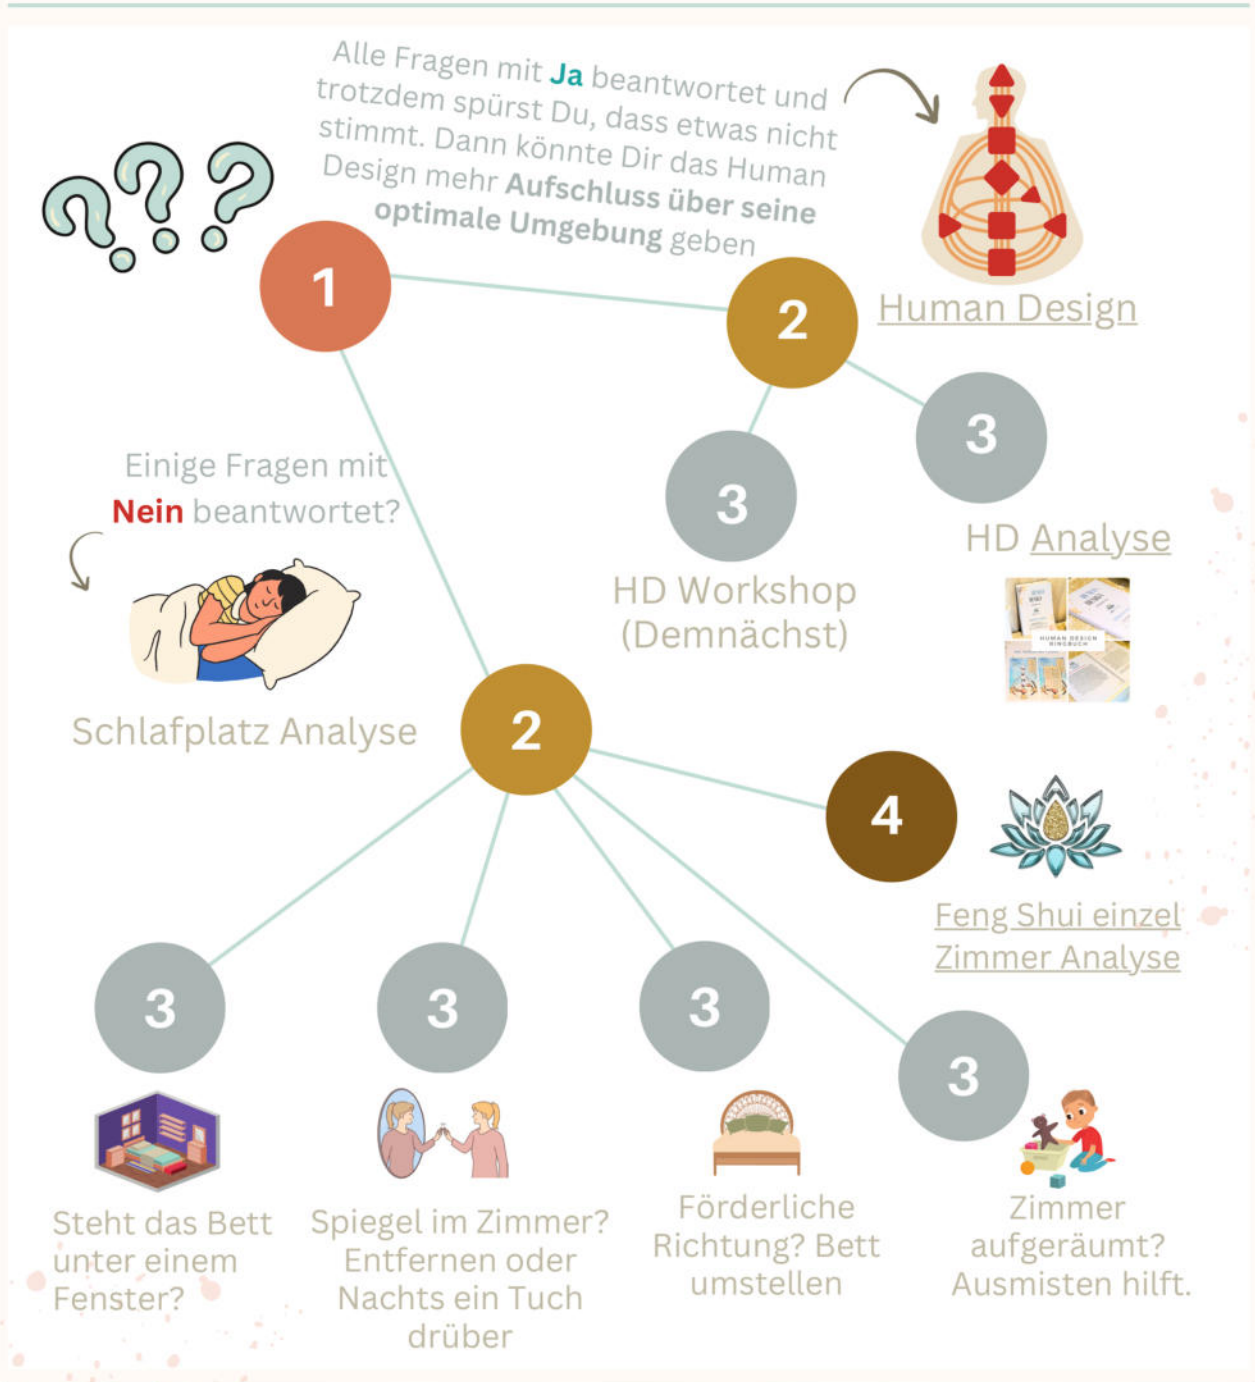 Alle Fragen mit Ja beantwortet und
trotzdem spürst Du, dass etwas nicht
stimmt. Dann könnte Dir das Human
Design mehr Aufschluss über seine
optimale Umgebung geben
1
2
Human Design
3
3
Einige Fragen mit
Nein beantwortet?
HD Analyse
HD Workshop
(Demnächst)
HUMAN DESIGN
RINGBUCH
Schlafplatz Analyse
2
4
Feng Shui einzel
Zimmer Analyse
3
3
3
3
Steht das Bett
unter einem
Fenster?
Spiegel im Zimmer?
Entfernen oder
Nachts ein Tuch
drüber
Förderliche
Richtung? Bett
umstellen
Zimmer
aufgeräumt?
Ausmisten hilft.